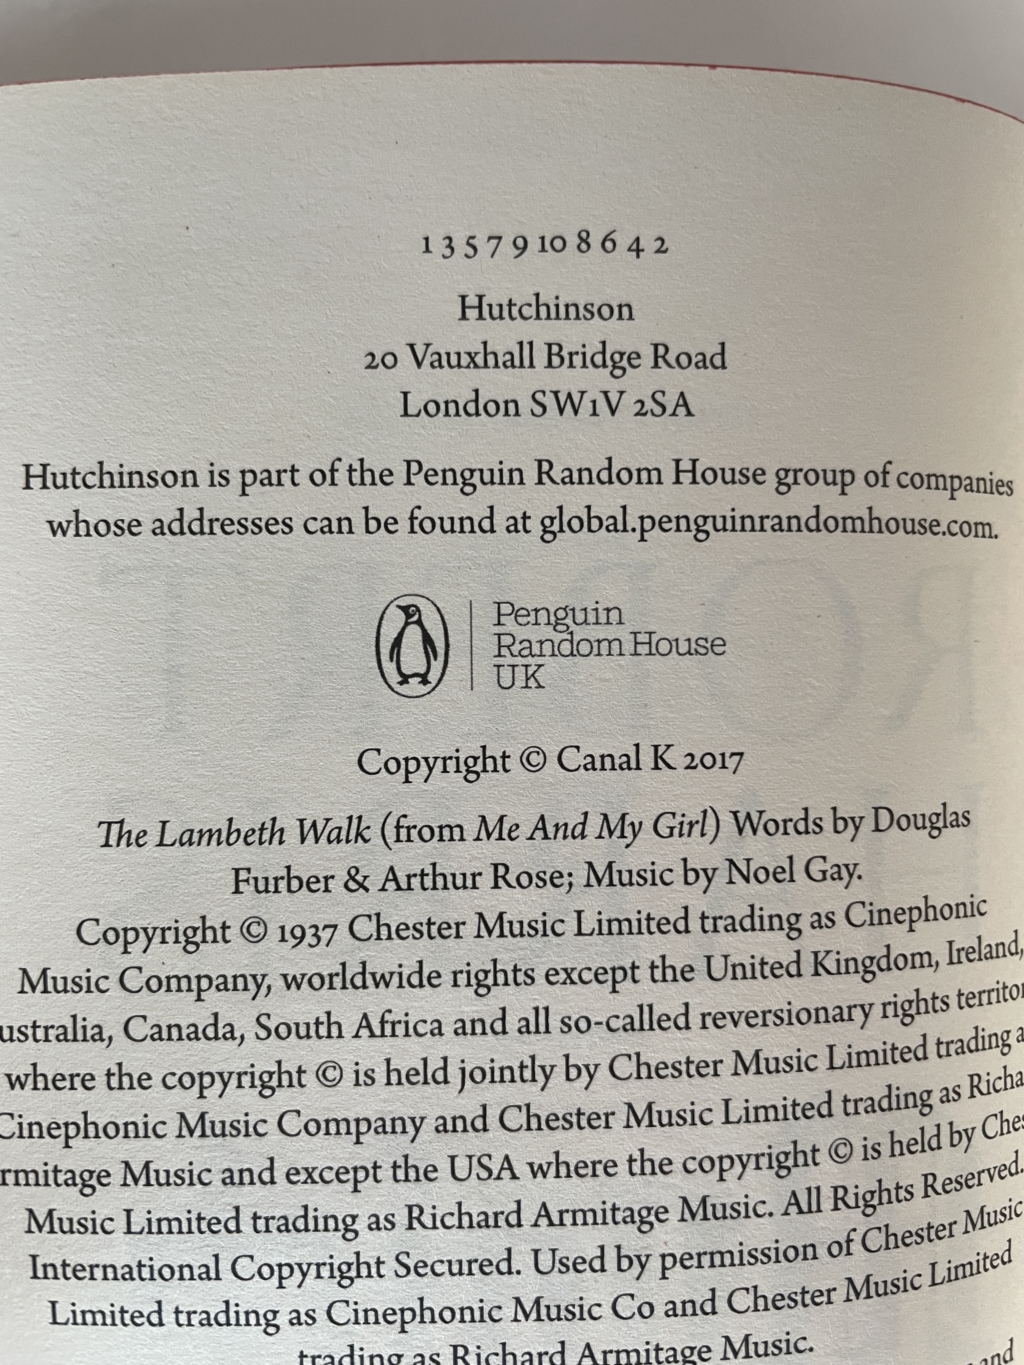 1 3 5 7 9 10 8 6 4 2
Hutchinson
20 Vauxhall Bridge Road
London SW1V 2SA
Hutchinson is part of the Penguin Random House group of companies
whose addresses can be found at global.penguinrandomhouse.com.
Penguin
Random House
UK
Copyright © Canal K 2017
The Lambeth Walk (from Me And My Girl) Words by Douglas
Furber & Arthur Rose; Music by Noel Gay.
Copyright © 1937 Chester Music Limited trading as Cinephonic
Music Company, worldwide rights except the United Kingdom, Ireland,
ustralia, Canada, South Africa and all so-called reversionary rights territor
where the copyright © is held jointly by Chester Music Limited trading a
Cinephonic Music Company and Chester Music Limited trading as Richa
rmitage Music and except the USA where the copyright © is held by Ches
Music Limited trading as Richard Armitage Music. All Rights Reserved.
International Copyright Secured. Used by permission of Chester Music
Limited trading as Cinephonic Music Co and Chester Music Limited
trading as Richard Armitage Music.
and